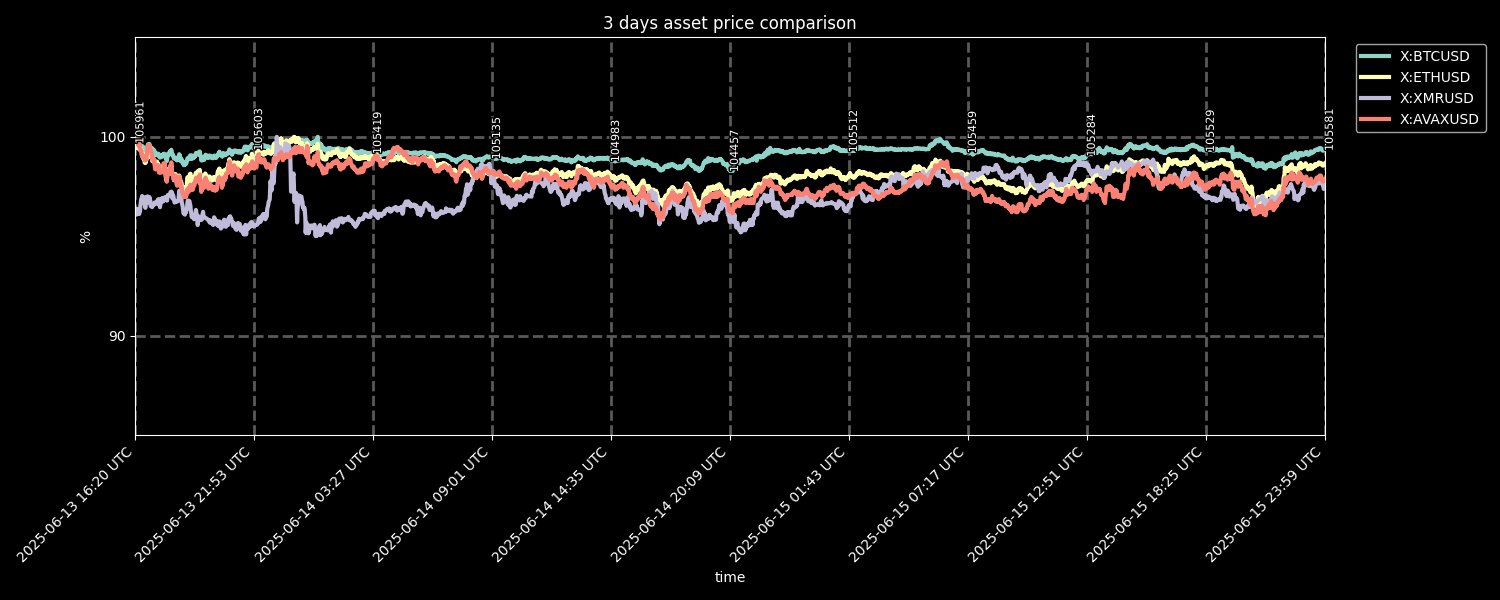 3 days asset price comparison
X:BTCUSD
X:ETHUSD
X:XMRUSD
X:AVAXUSD
105961
105603
105419
105135
104983
104457
105512
105459
105284
105529
105581
100
90
%
2025-06-13 16:20 UTC
2025-06-13 21:53 UTC
2025-06-14 03:27 UTC
2025-06-14 09:01 UTC
2025-06-14 14:35 UTC
2025-06-14 20:09 UTC
2025-06-15 01:43 UTC
2025-06-15 07:17 UTC
2025-06-15 12:51 UTC
2025-06-15 18:25 UTC
2025-06-15 23:59 UTC
time